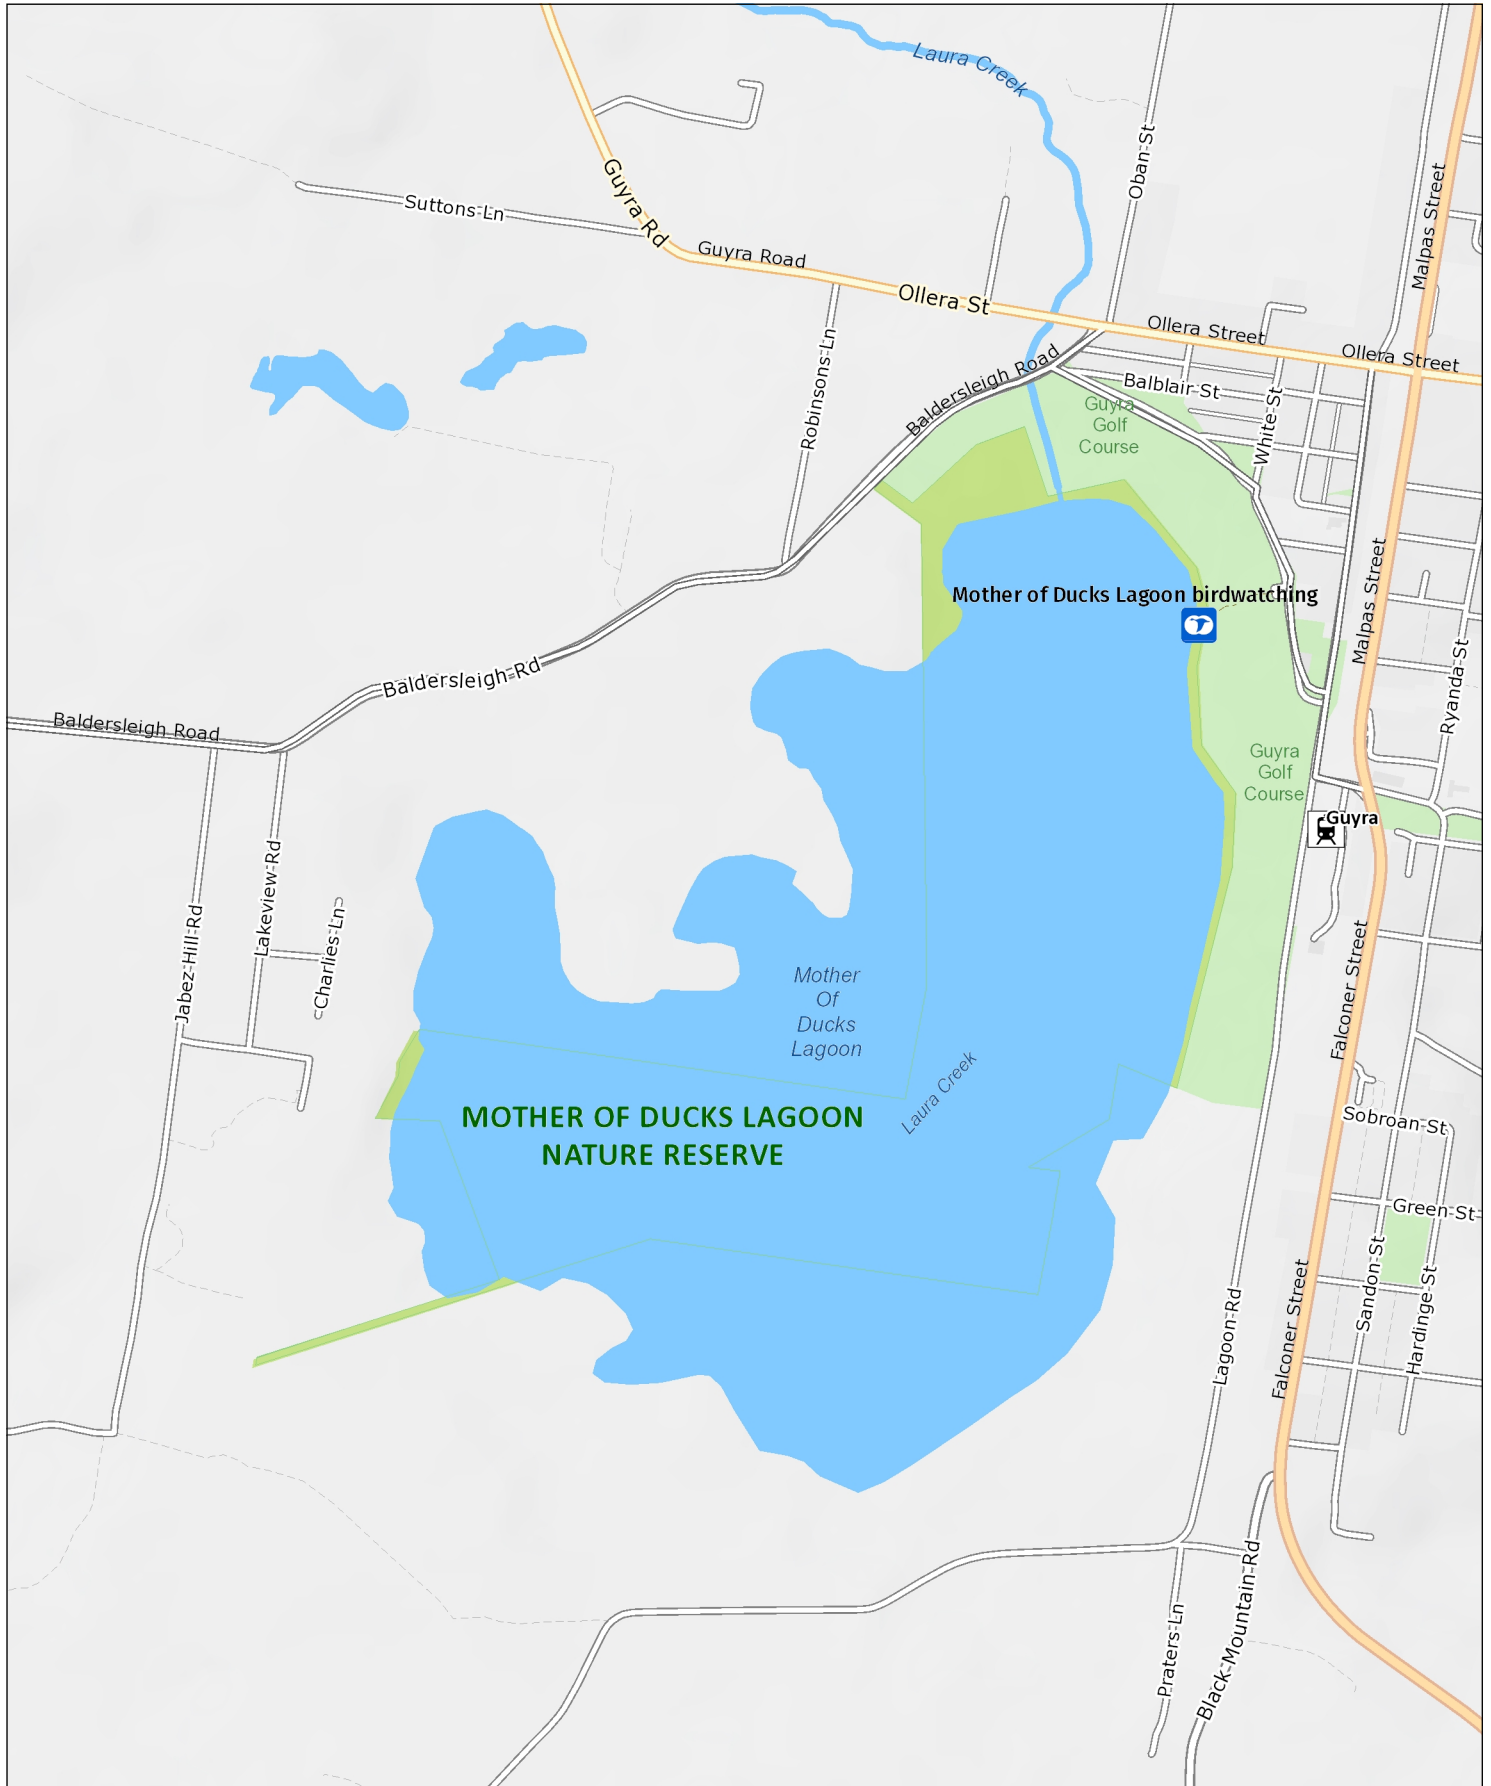 Laura Creek
Oban St
Malpas Street
Guyra Rd
Suttons Ln
Guyra Road
Ollera St
Ollera Street
Ollera Street
Robinsons Ln
Baldersleigh Road
Balblair St
White St
Guyra
Golf
Course
Malpas Street
Mother of Ducks Lagoon birdwatching
Ryanda St
Baldersleigh Rd
Baldersleigh Road
Guyra
Golf
Course
Guyra
Jabez Hill Rd
Lakeview Rd
Charlies Ln
Mother
Of
Ducks
Lagoon
Falconer Street
Laura Creek
MOTHER OF DUCKS LAGOON
NATURE RESERVE
Sobroan St
Green St
Sandon St
Hardinge St
Lagoon Rd
Falconer Street
Praters Ln
Black Mountain Rd